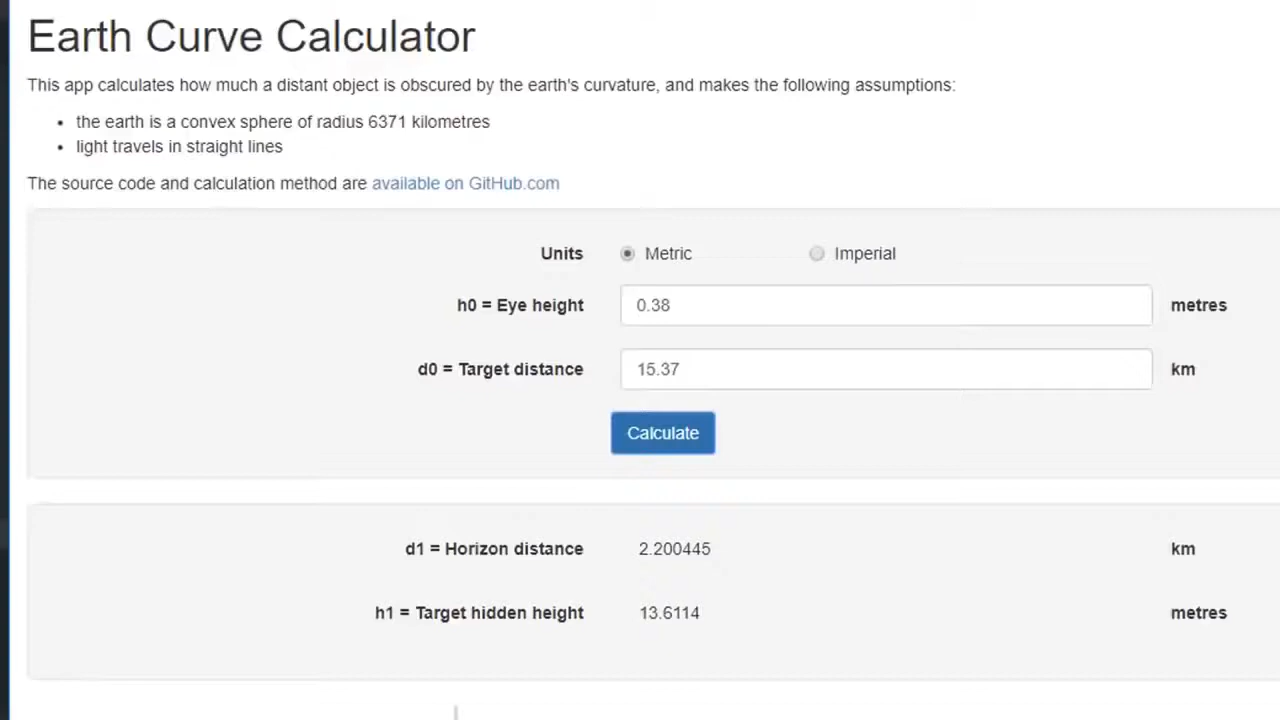 Earth Curve Calculator
This app calculates how much a distant object is obscured by the earth's curvature, and makes the following assumptions:
• the earth is a convex sphere of radius 6371 kilometres
• light travels in straight lines
The source code and calculation method are available on GitHub.com
Units Metric Imperial
h0 = Eye height 0.38 metres
d0 = Target distance 15.37 km
Calculate
d1 = Horizon distance 2.200445 km
h1 = Target hidden height 13.6114 metres